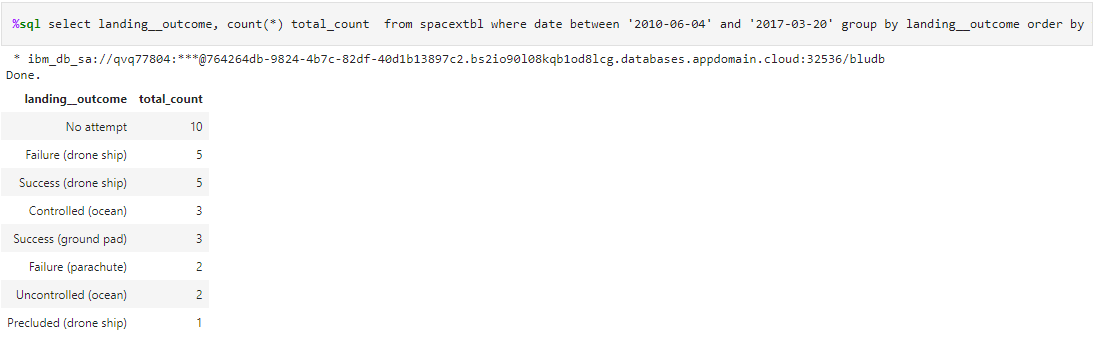 %sql select landing__outcome, count(*) total_count  from spacextbl where date between '2010-06-04' and '2017-03-20' group by landing__outcome order by
* ibm_db_sa://qvq77804:***@764264db-9824-4b7c-82df-40d1b13897c2.bs2io90l08kqb1od8lcg.databases.appdomain.cloud:32536/bludb
Done.
landing__outcome total_count
No attempt 10
Failure (drone ship) 5
Success (drone ship) 5
Controlled (ocean) 3
Success (ground pad) 3
Failure (parachute) 2
Uncontrolled (ocean) 2
Precluded (drone ship) 1